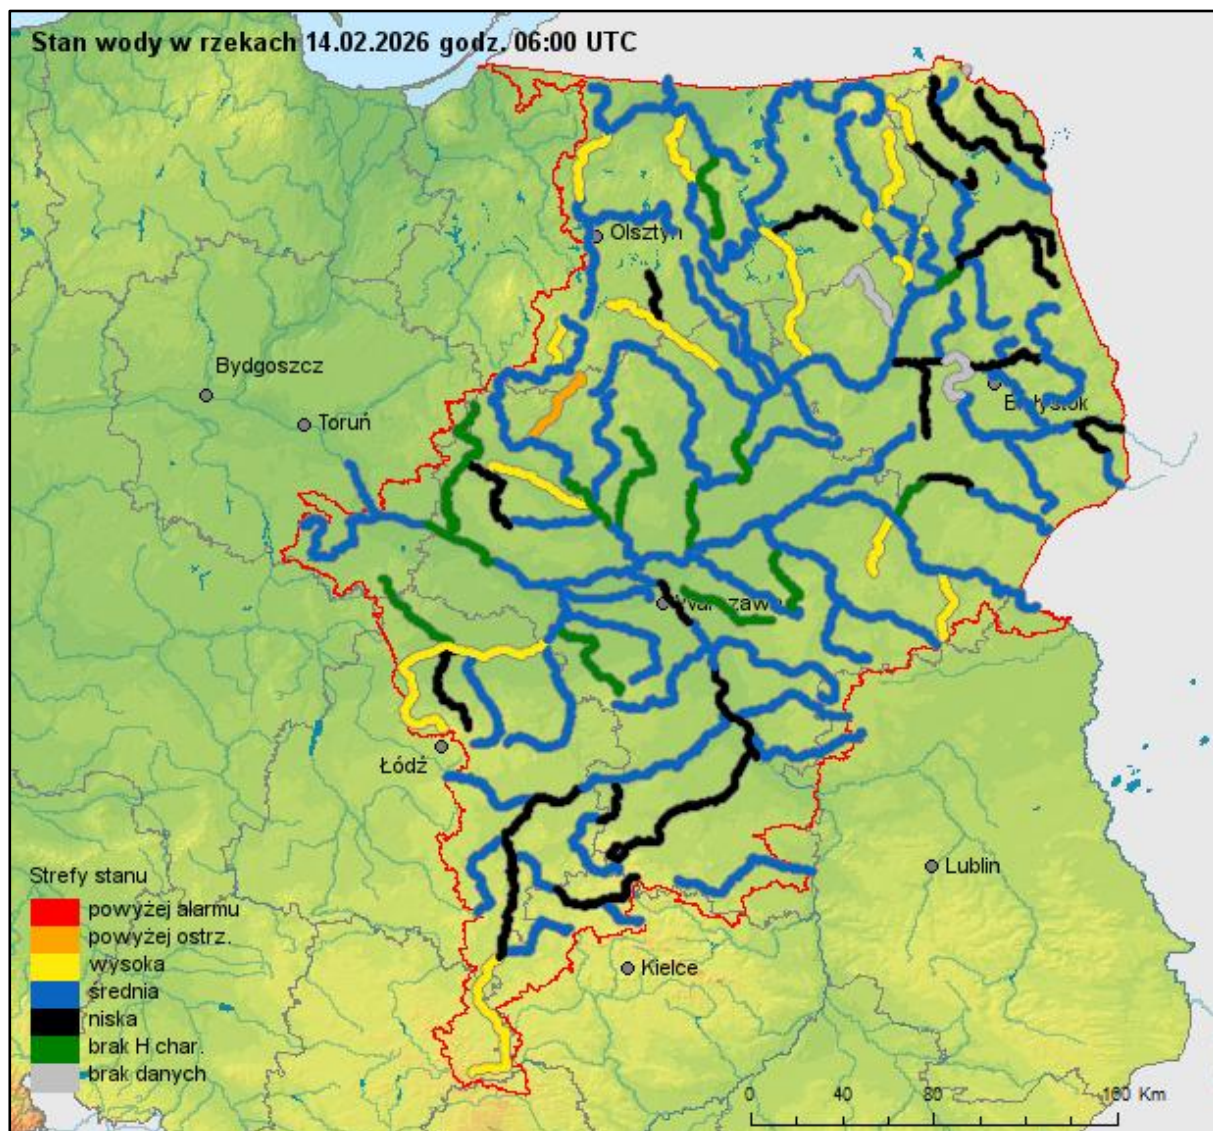 Stan wody w rzekach 14.02.2026 godz. 06:00 UTC
Olsztyn
Bydgoszcz
Białystok
Toruń
Warszawa
Łódź
Lublin
Strefy stanu
powyżej alarmu
powyżej ostrz.
wysoka
średnia
niska
brak H char.
brak danych
Kielce
0 40 80 160 Km